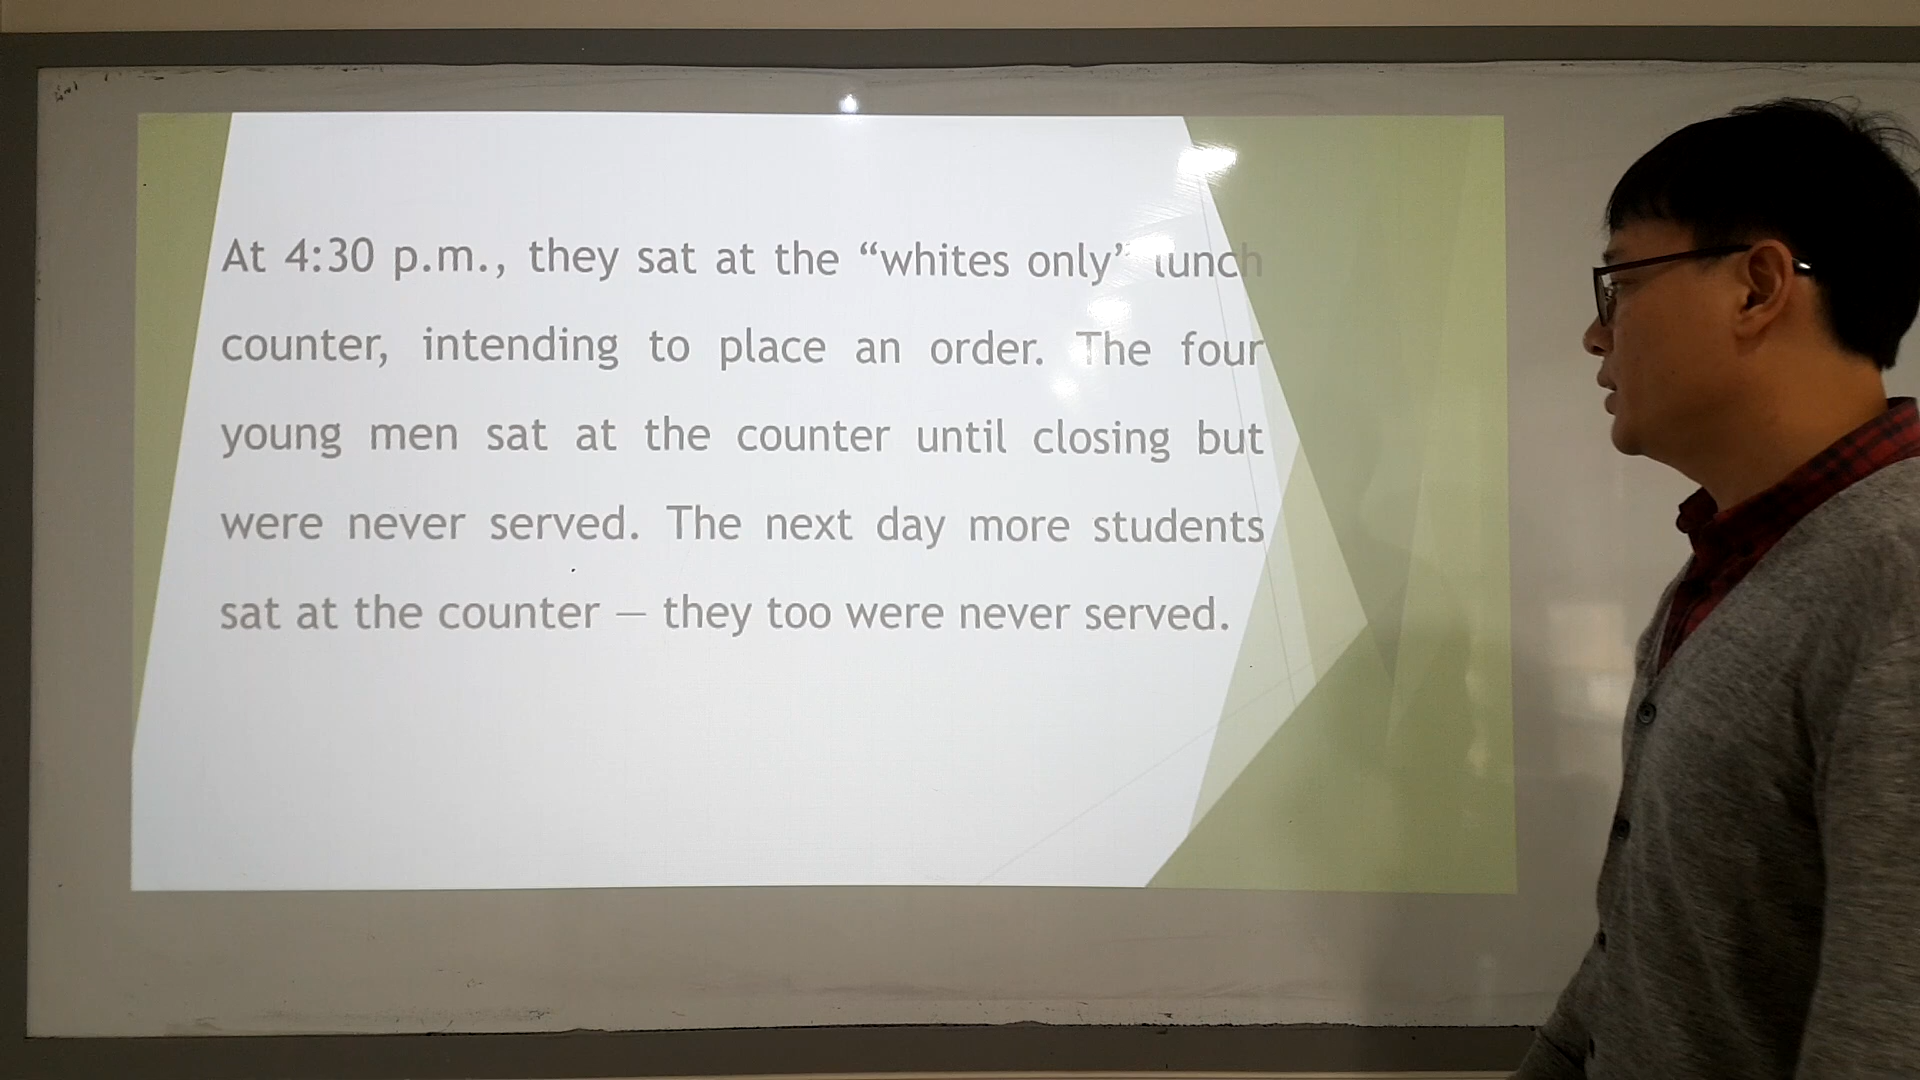 At 4:30 p.m., they sat at the “whites only” lunch
counter, intending to place an order. The four
young men sat at the counter until closing but
were never served. The next day more students
sat at the counter — they too were never served.